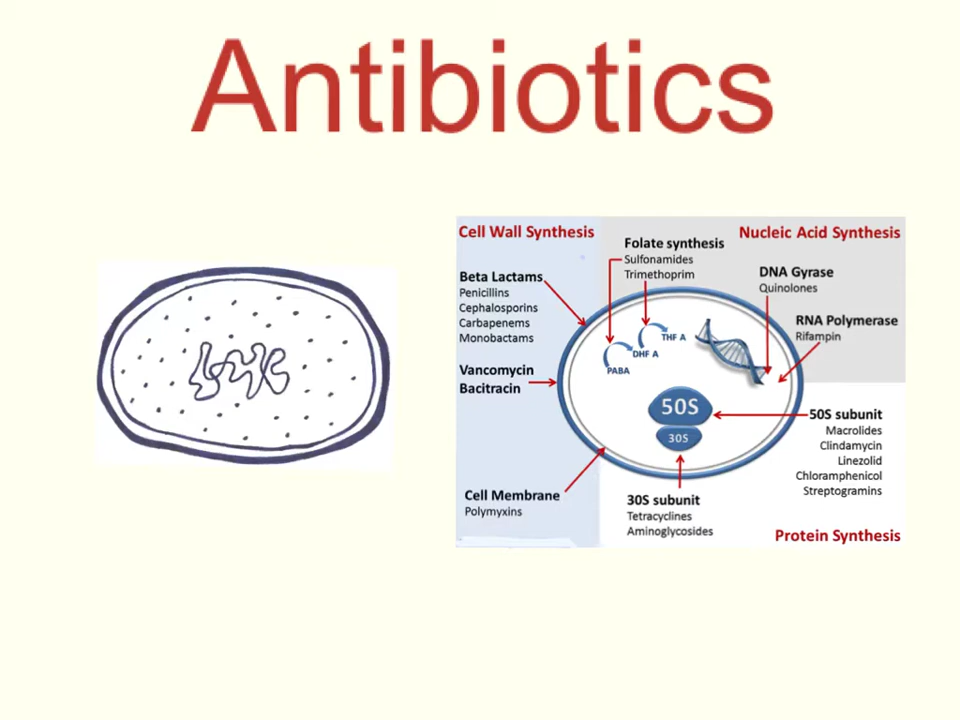 Antibiotics
Cell Wall Synthesis
Beta Lactams
Penicillins
Cephalosporins
Carbapenems
Monobactams
Vancomycin
Bacitracin
Cell Membrane
Polymyxins
Folate synthesis
Sulfonamides
Trimethoprim
Nucleic Acid Synthesis
DNA Gyrase
Quinolones
RNA Polymerase
Rifampin
THF A
DHF A
PABA
50S
30S
50S subunit
Macrolides
Clindamycin
Linezolid
Chloramphenicol
Streptogramins
30S subunit
Tetracyclines
Aminoglycosides
Protein Synthesis